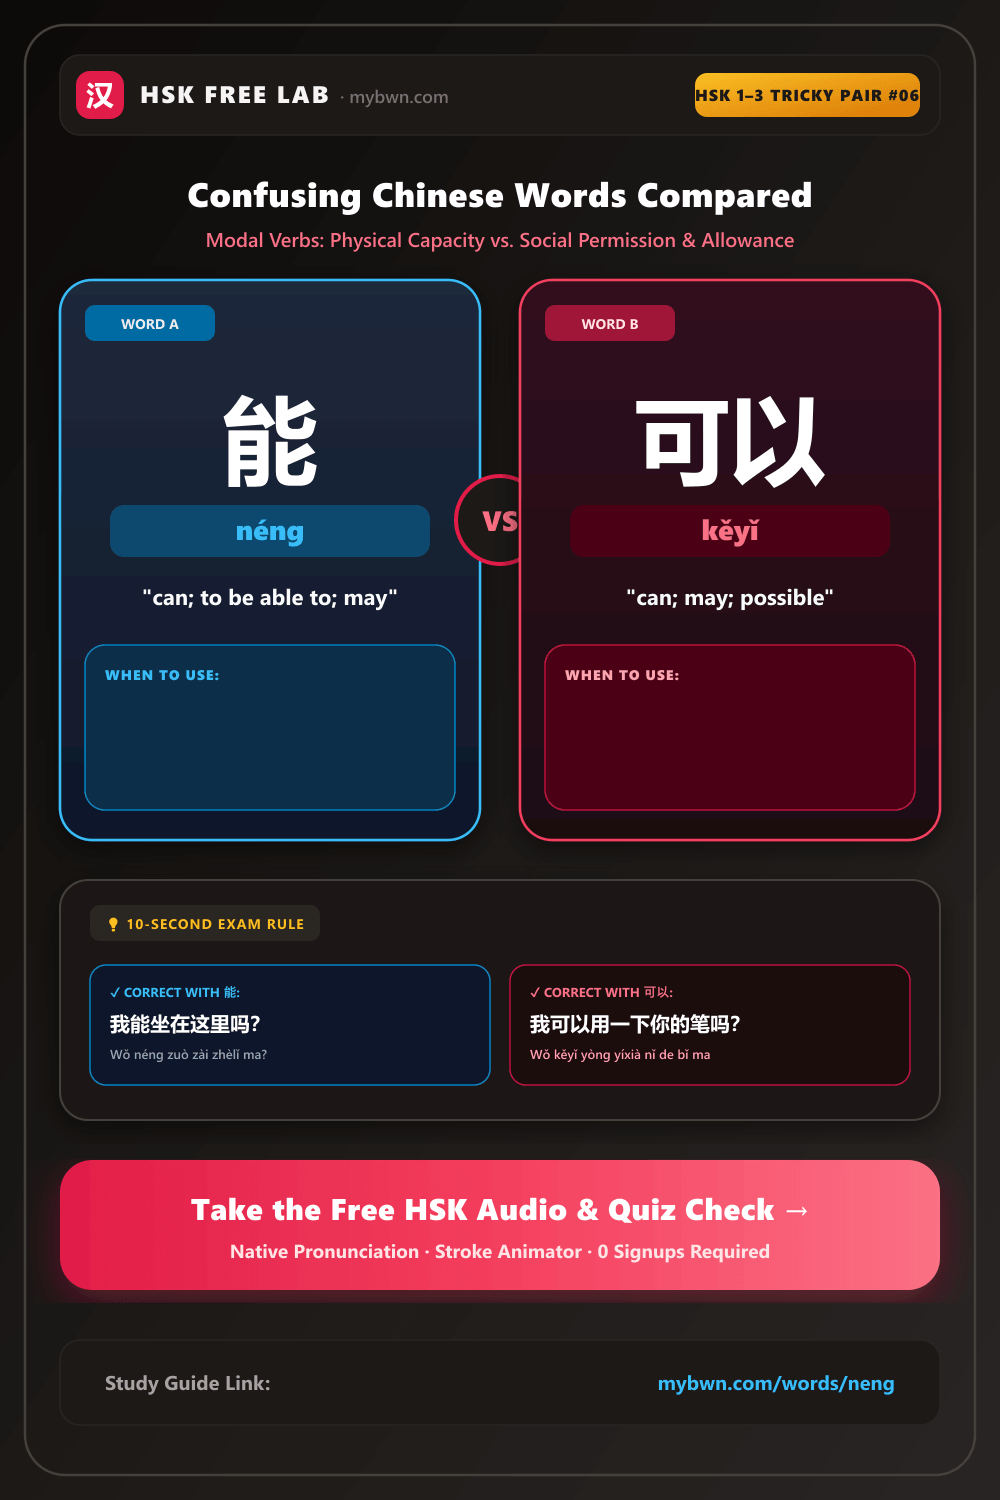 汉 HSK FREE LAB · mybwn.com
HSK 1–3 TRICKY PAIR #06
Confusing Chinese Words Compared
Modal Verbs: Physical Capacity vs. Social Permission & Allowance
WORD A
能
néng
"can; to be able to; may"
WHEN TO USE:
VS
WORD B
可以
kěyǐ
"can; may; possible"
WHEN TO USE:
10-SECOND EXAM RULE
✓ CORRECT WITH 能:
我能坐在这里吗?
Wǒ néng zuò zài zhèlǐ ma?
✓ CORRECT WITH 可以:
我可以用一下你的笔吗?
Wǒ kěyǐ yòng yíxià nǐ de bǐ ma
Take the Free HSK Audio & Quiz Check →
Native Pronunciation · Stroke Animator · 0 Signups Required
Study Guide Link:
mybwn.com/words/neng